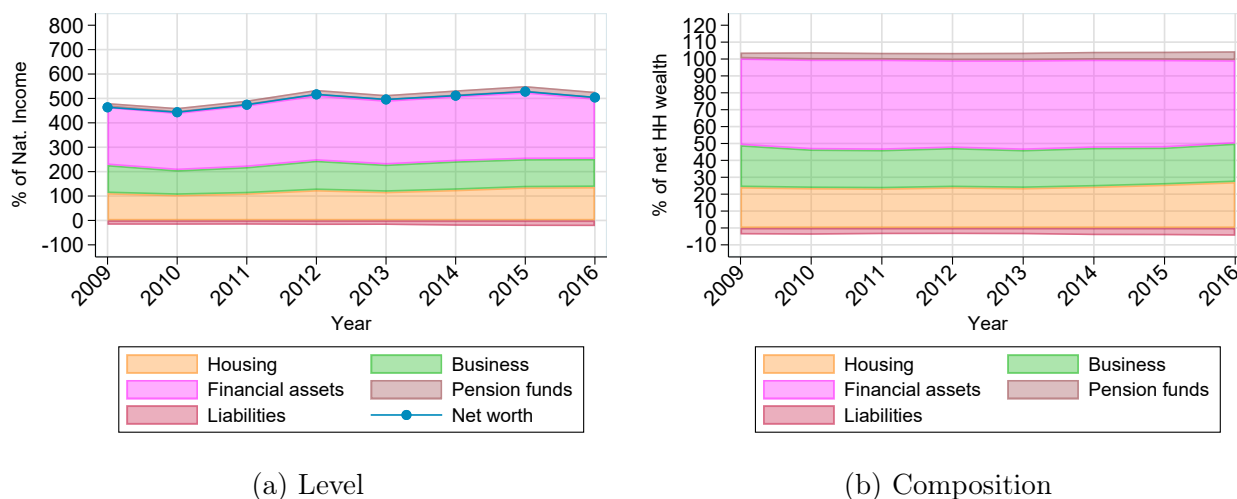 800
700
600
500
400
300
200
100
0
-100
% of Nat. Income
2009 2010 2011 2012 2013 2014 2015 2016
Year
Housing Business
Financial assets Pension funds
Liabilities Net worth
(a) Level
120
110
100
90
80
70
60
50
40
30
20
10
0
-10
% of net HH wealth
2009 2010 2011 2012 2013 2014 2015 2016
Year
Housing Business
Financial assets Pension funds
Liabilities
(b) Composition